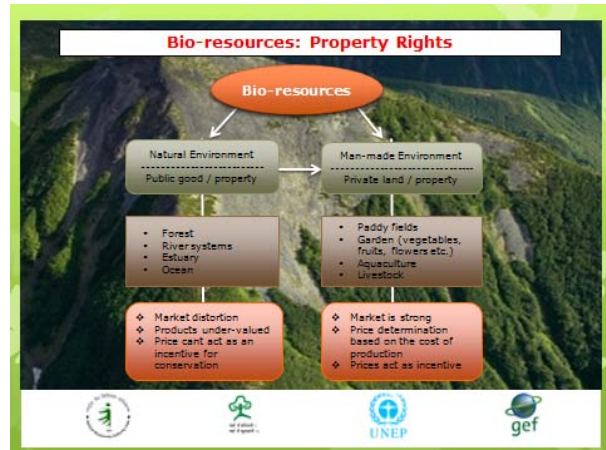 Bio-resources: Property Rights
Bio-resources
Natural Environment
Public good / property
Man-made Environment
Private land / property
Forest
River systems
Estuary
Ocean
Paddy fields
Garden (vegetables,
fruits, flowers etc.)
Aquaculture
Livestock
Market distortion
Products under-valued
Price cant act as an
incentive for
conservation
Market is strong
Price determination
based on the cost of
production
Prices act as incentive
UNEP
gef